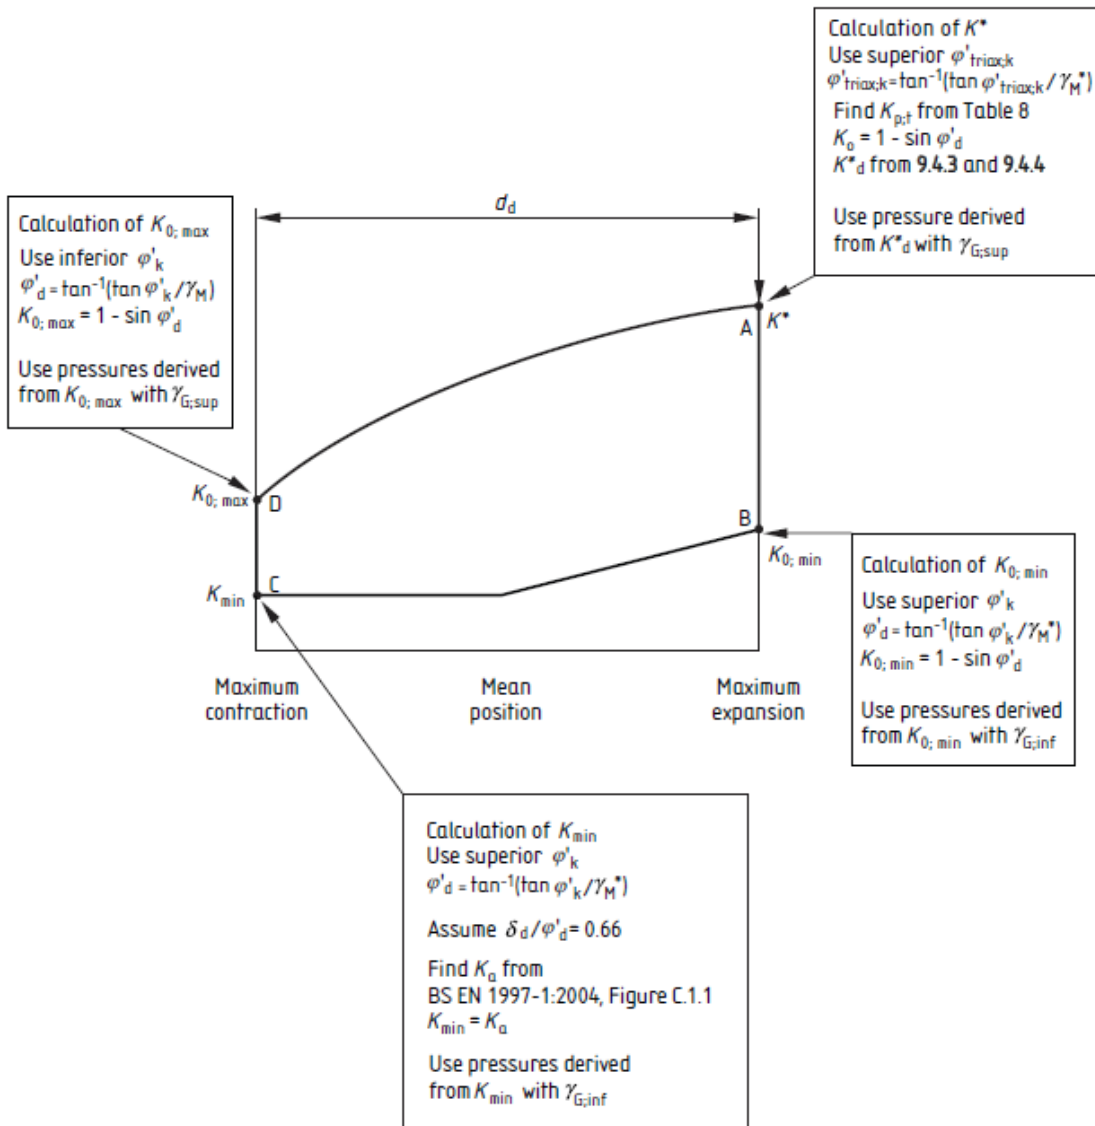 Calculation of K*
Use superior φ'triax;k
φ'triax;k=tan⁻¹(tan φ'triax;k/γM*)
Find Kp;t from Table 8
Ko = 1 - sin φ'd
K*d from 9.4.3 and 9.4.4
Use pressure derived
from K*d with γG;sup
dd
Calculation of K0; max
Use inferior φ'k
φ'd = tan⁻¹(tan φ'k/γM)
K0; max = 1 - sin φ'd
Use pressures derived
from K0; max with γG;sup
A
K*
K0; max
D
B
K0; min
Kmin
C
Calculation of K0; min
Use superior φ'k
φ'd = tan⁻¹(tan φ'k/γM*)
K0; min = 1 - sin φ'd
Use pressures derived
from K0; min with γG;inf
Maximum
contraction
Mean
position
Maximum
expansion
Calculation of Kmin
Use superior φ'k
φ'd = tan⁻¹(tan φ'k/γM*)
Assume δd/φ'd = 0.66
Find Ka from
BS EN 1997-1:2004, Figure C.1.1
Kmin = Ka
Use pressures derived
from Kmin with γG;inf